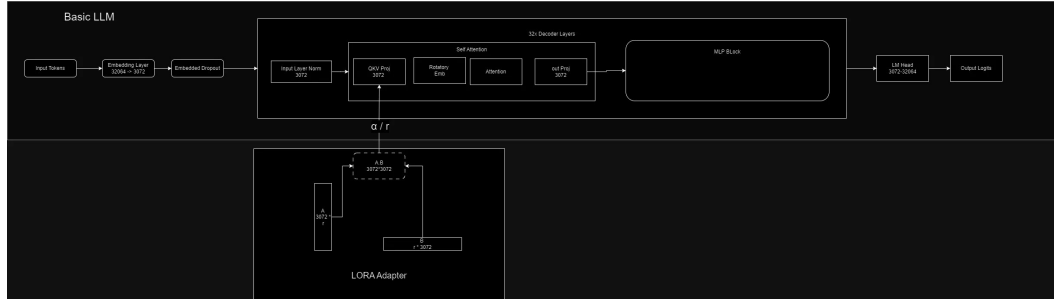 Basic LLM
32x Decoder Layers
Self Attention
MLP BLock
Input Tokens
Embedding Layer
32064 -> 3072
Embedded Dropout
Input Layer Norm
3072
QKV Proj
3072
Rotatory
Emb
Attention
out Proj
3072
LM Head
3072-32064
Output Logits
α / r
A.B
3072*3072
A
3072 *
r
B
r * 3072
LORA Adapter